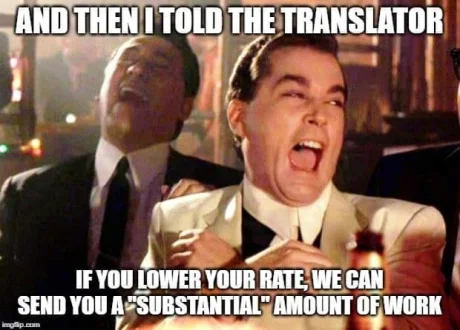 AND THEN I TOLD THE TRANSLATOR
IF YOU LOWER YOUR RATE, WE CAN
SEND YOU A "SUBSTANTIAL" AMOUNT OF WORK
imgflip.com